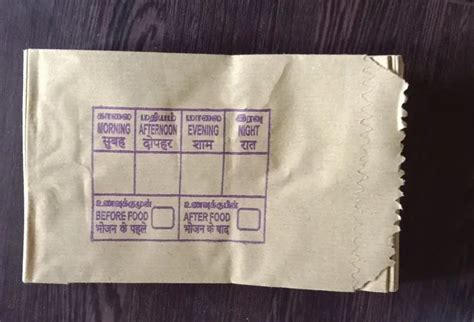 காலை மதியம் மாலை இரவு
MORNING AFTERNOON EVENING NIGHT
सुबह दोपहर शाम रात
உணவுக்குமுன் உணவுக்குபின்
BEFORE FOOD AFTER FOOD
भोजन के पहले भोजन के बाद